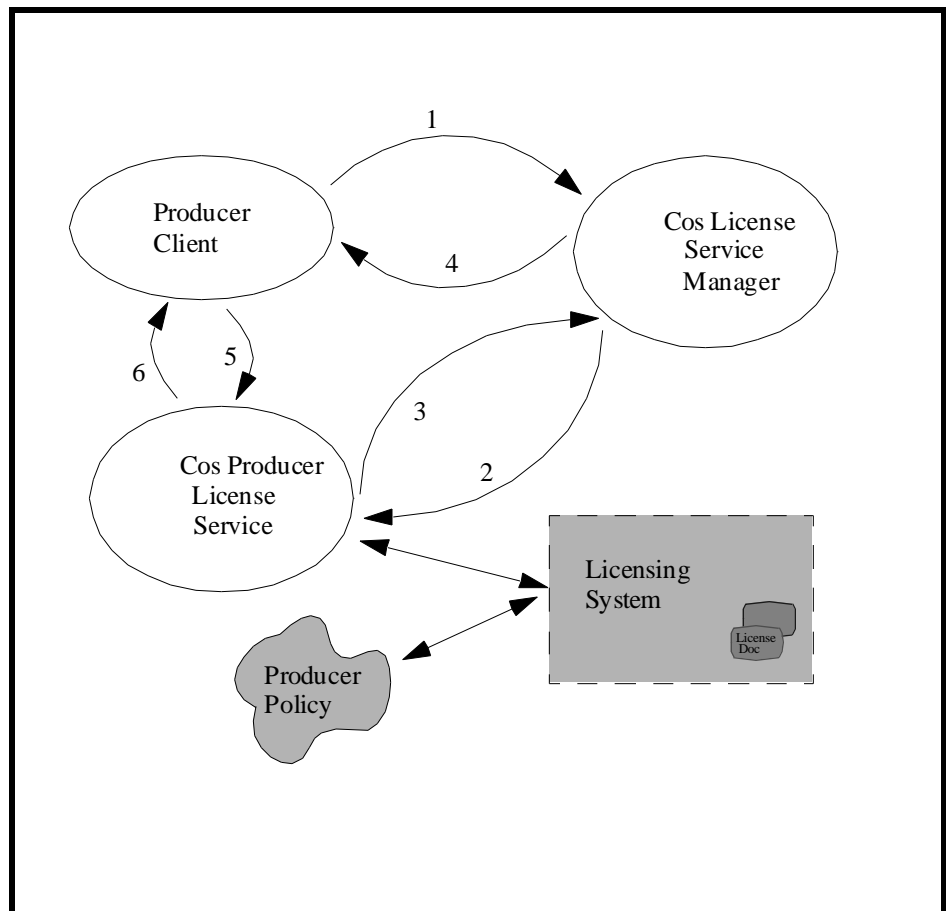 1
Producer
Client
Cos License
Service
Manager
4
5
6
3
Cos Producer
License
Service
2
Licensing
System
License
Doc
Producer
Policy